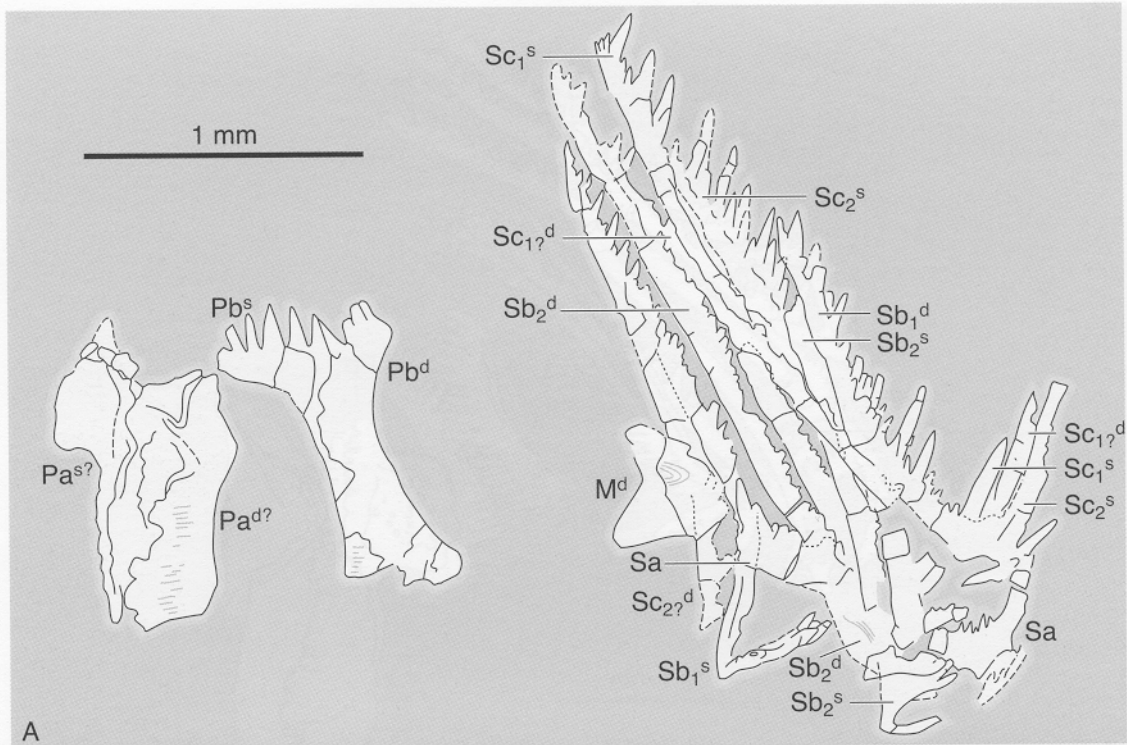 Sc₁ˢ
1 mm
Sc₂ˢ
Sc₁?ᵈ
Pbˢ
Sb₂ᵈ
Sb₁ᵈ
Sb₂ˢ
Pbᵈ
Sc₁?ᵈ
Paˢ?
Sc₁ˢ
Mᵈ
Sc₂ˢ
Paᵈ?
Sa
Sc₂?ᵈ
Sa
Sb₁ˢ
Sb₂ᵈ
Sb₂ˢ
A